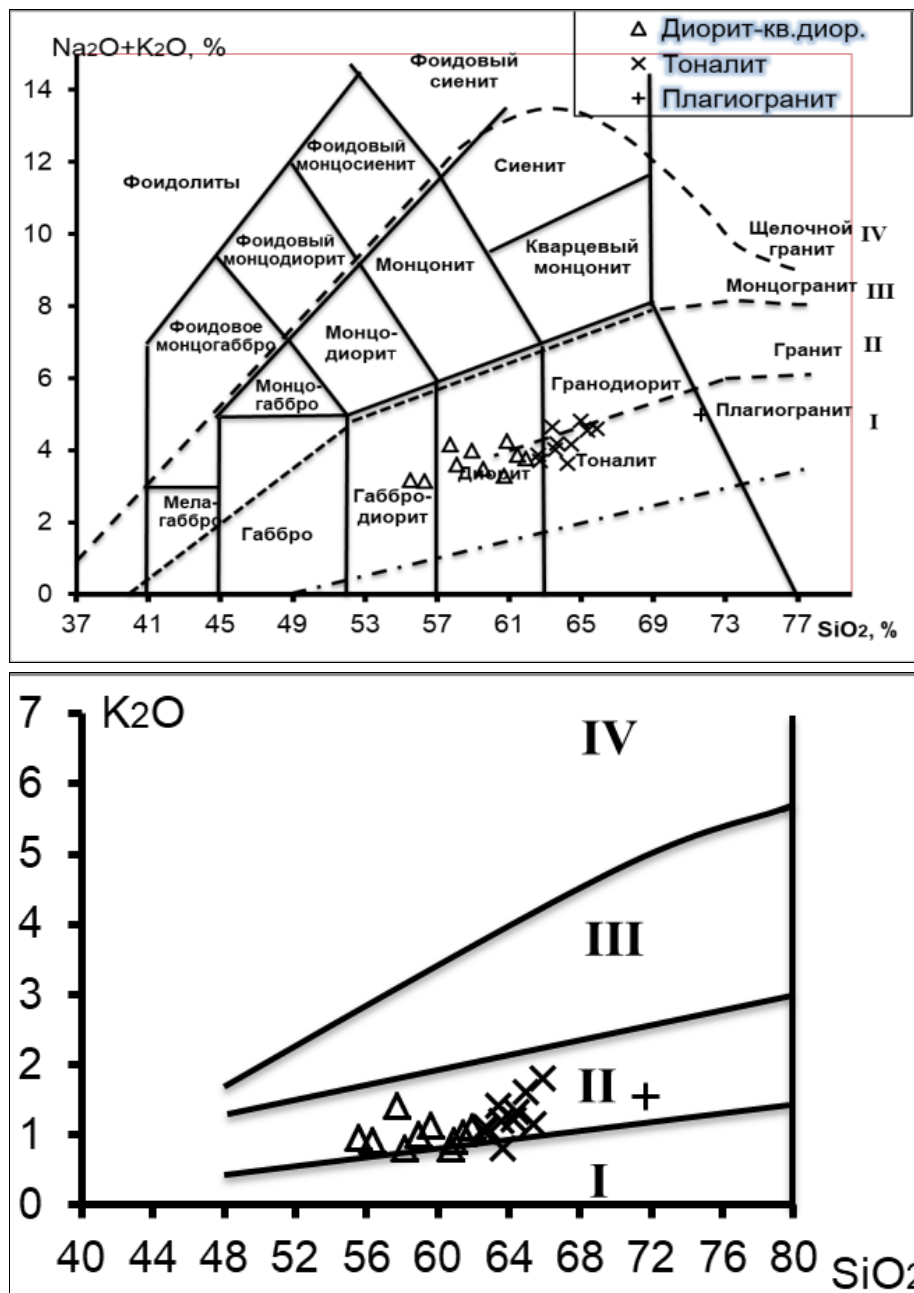 Na2O+K2O, %
Диорит-кв.диор.
Тоналит
Плагиогранит
Фоидовый
сиенит
14
Фоидовый
монцосиенит
12
Фоидолиты
Сиенит
10
Фоидовый
монцодиорит
Монцонит
Кварцевый
монцонит
Щелочной
гранит
IV
Монцогранит
III
8
Фоидовое
монцогаббро
Монцо-
диорит
Гранит
II
6
Монцо-
габбро
Гранодиорит
Плагиогранит
I
4
Диорит
Тоналит
2
Мела-
габбро
Габбро
Габбро-
диорит
0
37 41 45 49 53 57 61 65 69 73 77 SiO2, %
7 K2O
IV
6
5
4
III
3
2
II
1
I
0
40 44 48 52 56 60 64 68 72 76 80 SiO2